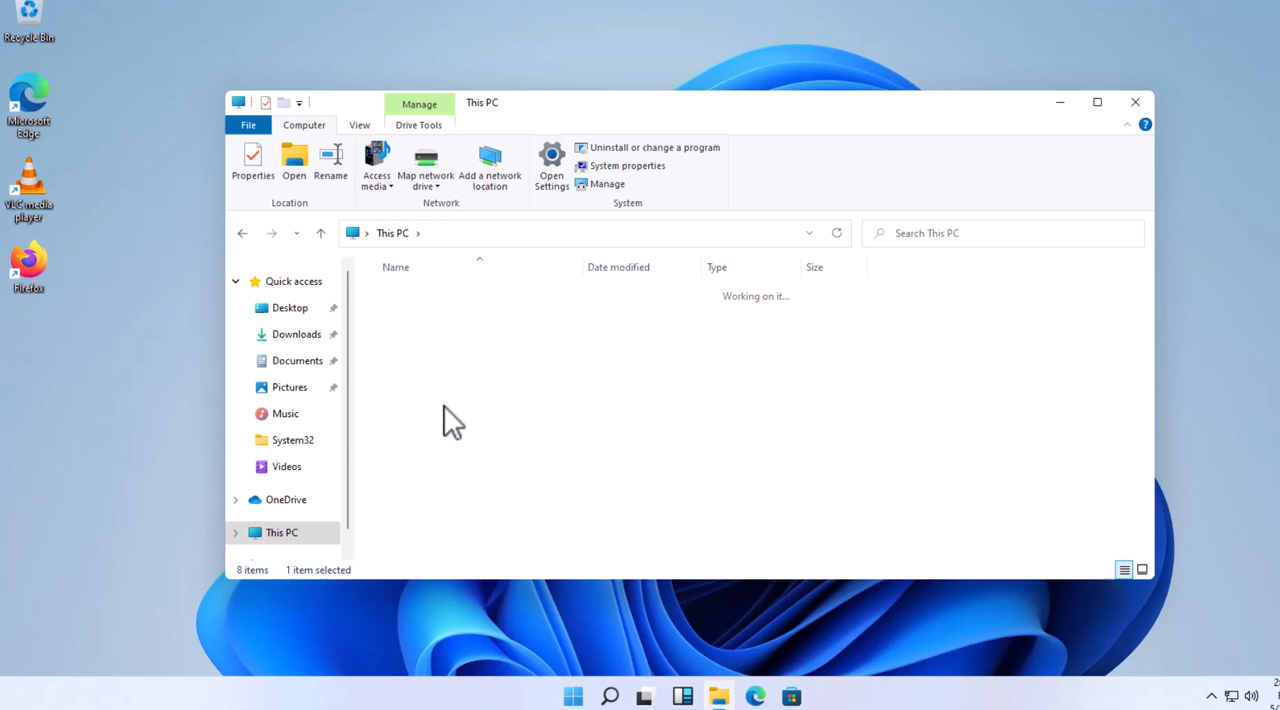 Recycle Bin
Microsoft
Edge
VLC media
player
Firefox
Manage
This PC
File
Computer
View
Drive Tools
Properties
Open
Rename
Access
media
Map network
drive
Add a network
location
Open
Settings
Uninstall or change a program
System properties
Manage
Location
Network
System
This PC
Search This PC
Name
Date modified
Type
Size
Working on it...
Quick access
Desktop
Downloads
Documents
Pictures
Music
System32
Videos
OneDrive
This PC
8 items
1 item selected